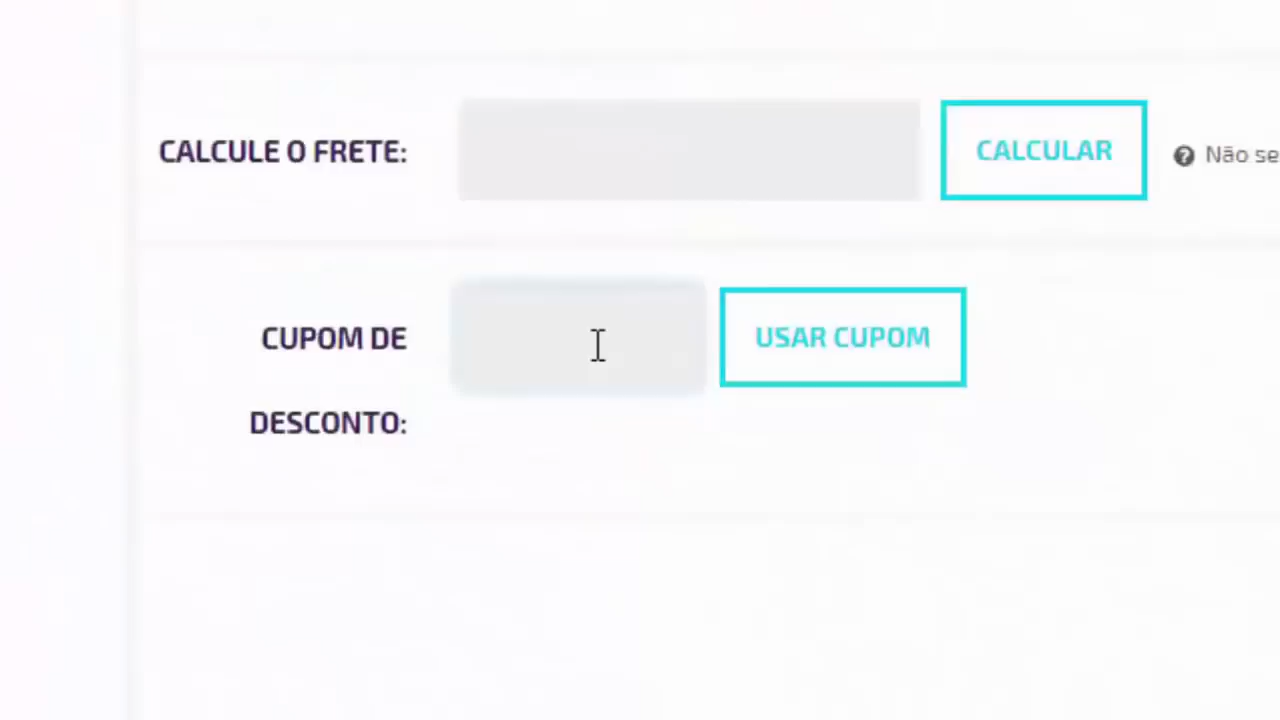 CALCULE O FRETE: CALCULAR Não se
CUPOM DE USAR CUPOM
DESCONTO: